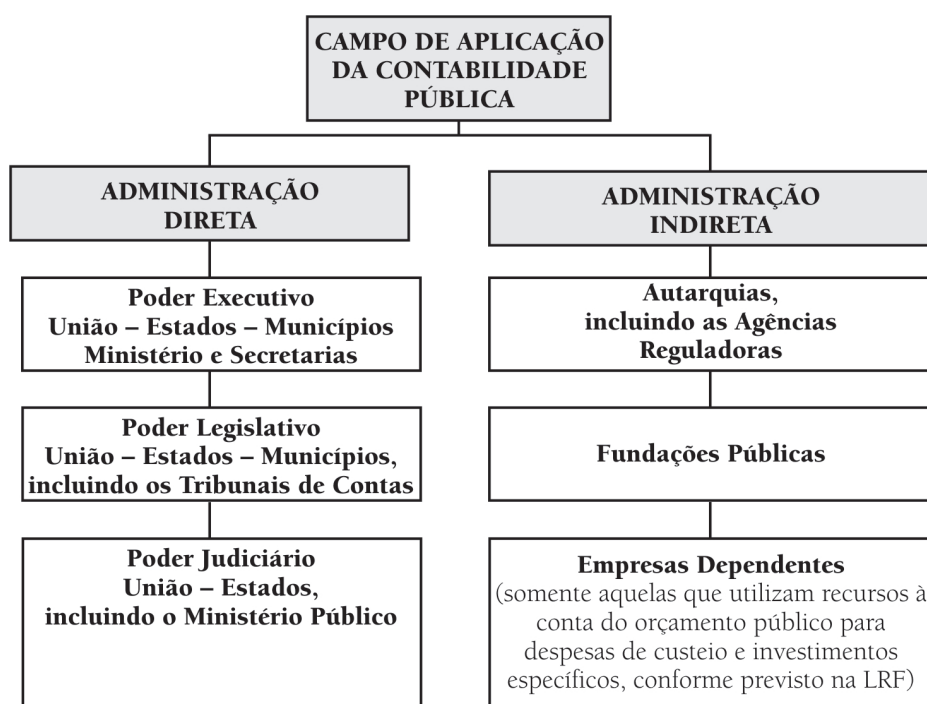 CAMPO DE APLICAÇÃO
DA CONTABILIDADE
PÚBLICA
ADMINISTRAÇÃO
DIRETA
Poder Executivo
União – Estados – Municípios
Ministério e Secretarias
Poder Legislativo
União – Estados – Municípios,
incluindo os Tribunais de Contas
Poder Judiciário
União – Estados,
incluindo o Ministério Público
ADMINISTRAÇÃO
INDIRETA
Autarquias,
incluindo as Agências
Reguladoras
Fundações Públicas
Empresas Dependentes
(somente aquelas que utilizam recursos à
conta do orçamento público para
despesas de custeio e investimentos
específicos, conforme previsto na LRF)